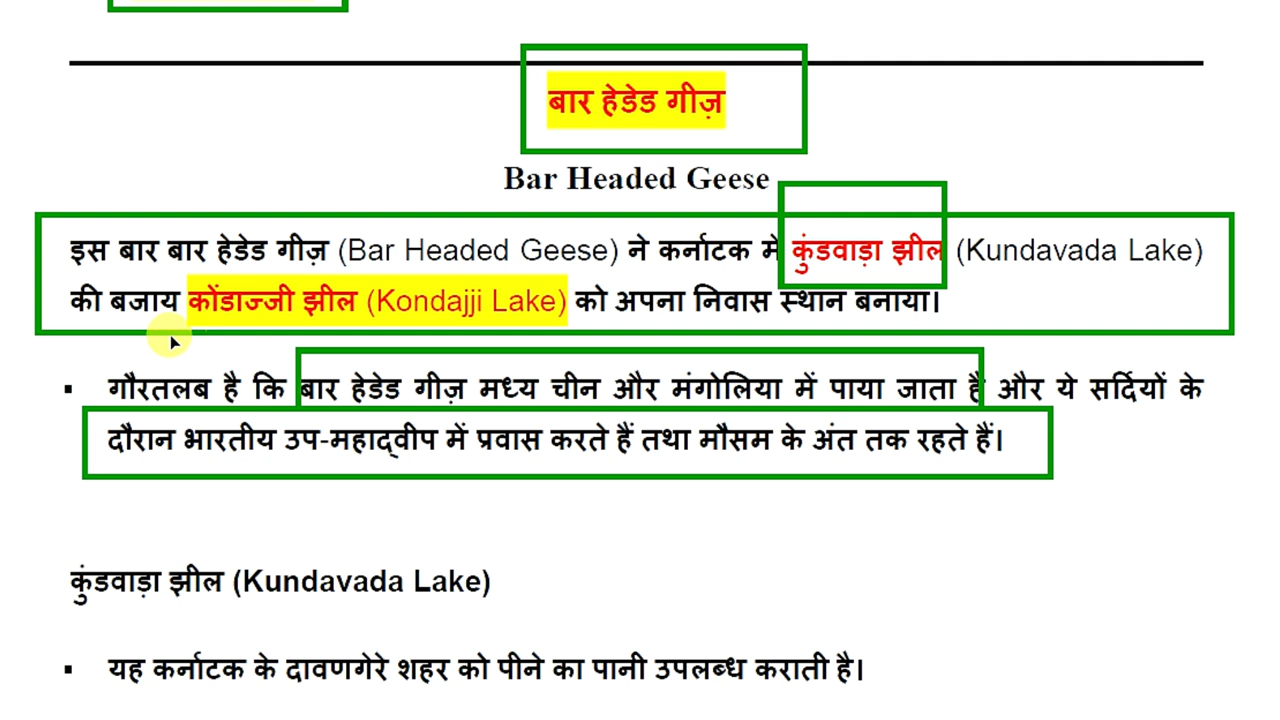 बार हेडेड गीज़
Bar Headed Geese
इस बार बार हेडेड गीज़ (Bar Headed Geese) ने कर्नाटक में कुंडवाड़ा झील (Kundavada Lake)
की बजाय कोंडाज्जी झील (Kondajji Lake) को अपना निवास स्थान बनाया।
▪ गौरतलब है कि बार हेडेड गीज़ मध्य चीन और मंगोलिया में पाया जाता है और ये सर्दियों के
दौरान भारतीय उप-महाद्वीप में प्रवास करते हैं तथा मौसम के अंत तक रहते हैं।
कुंडवाड़ा झील (Kundavada Lake)
▪ यह कर्नाटक के दावणगेरे शहर को पीने का पानी उपलब्ध कराती है।